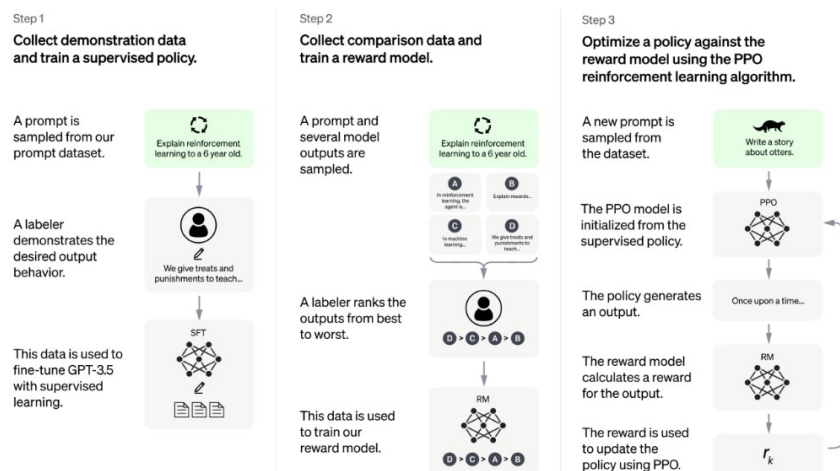 Step 1
Collect demonstration data
and train a supervised policy.
A prompt is
sampled from our
prompt dataset.
Explain reinforcement
learning to a 6 year old.
A labeler
demonstrates the
desired output
behavior.
We give treats and
punishments to teach...
This data is used to
fine-tune GPT-3.5
with supervised
learning.
SFT
Step 2
Collect comparison data and
train a reward model.
A prompt and
several model
outputs are
sampled.
Explain reinforcement
learning to a 6 year old.
A
In reinforcement
learning, the
agent is...
B
Explain rewards...
C
In machine
learning...
D
We give treats and
punishments to
teach...
A labeler ranks the
outputs from best
to worst.
D > C > A > B
This data is used
to train our
reward model.
RM
D > C > A > B
Step 3
Optimize a policy against the
reward model using the PPO
reinforcement learning algorithm.
A new prompt is
sampled from
the dataset.
Write a story
about otters.
The PPO model is
initialized from the
supervised policy.
PPO
The policy generates
an output.
Once upon a time...
The reward model
calculates a reward
for the output.
RM
The reward is used
to update the
policy using PPO.
rk